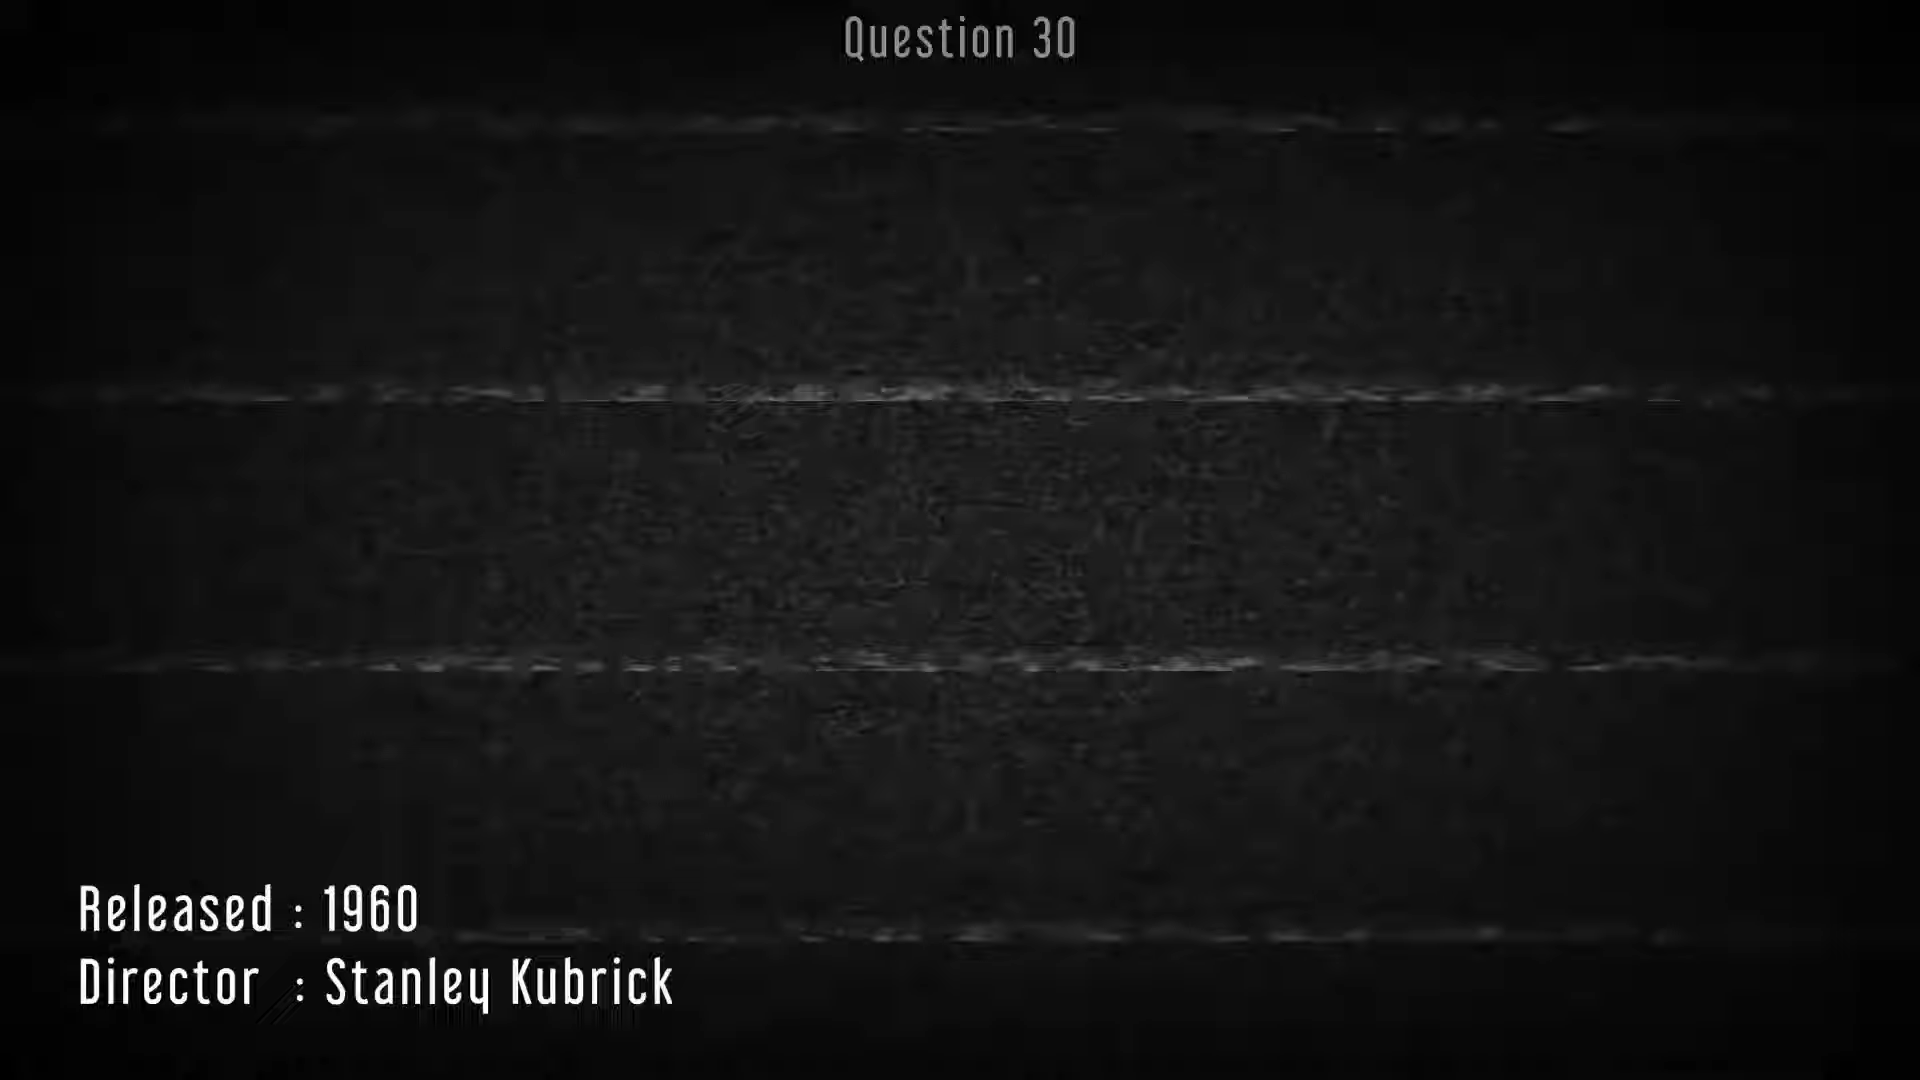 Question 30
Released : 1960
Director : Stanley Kubrick